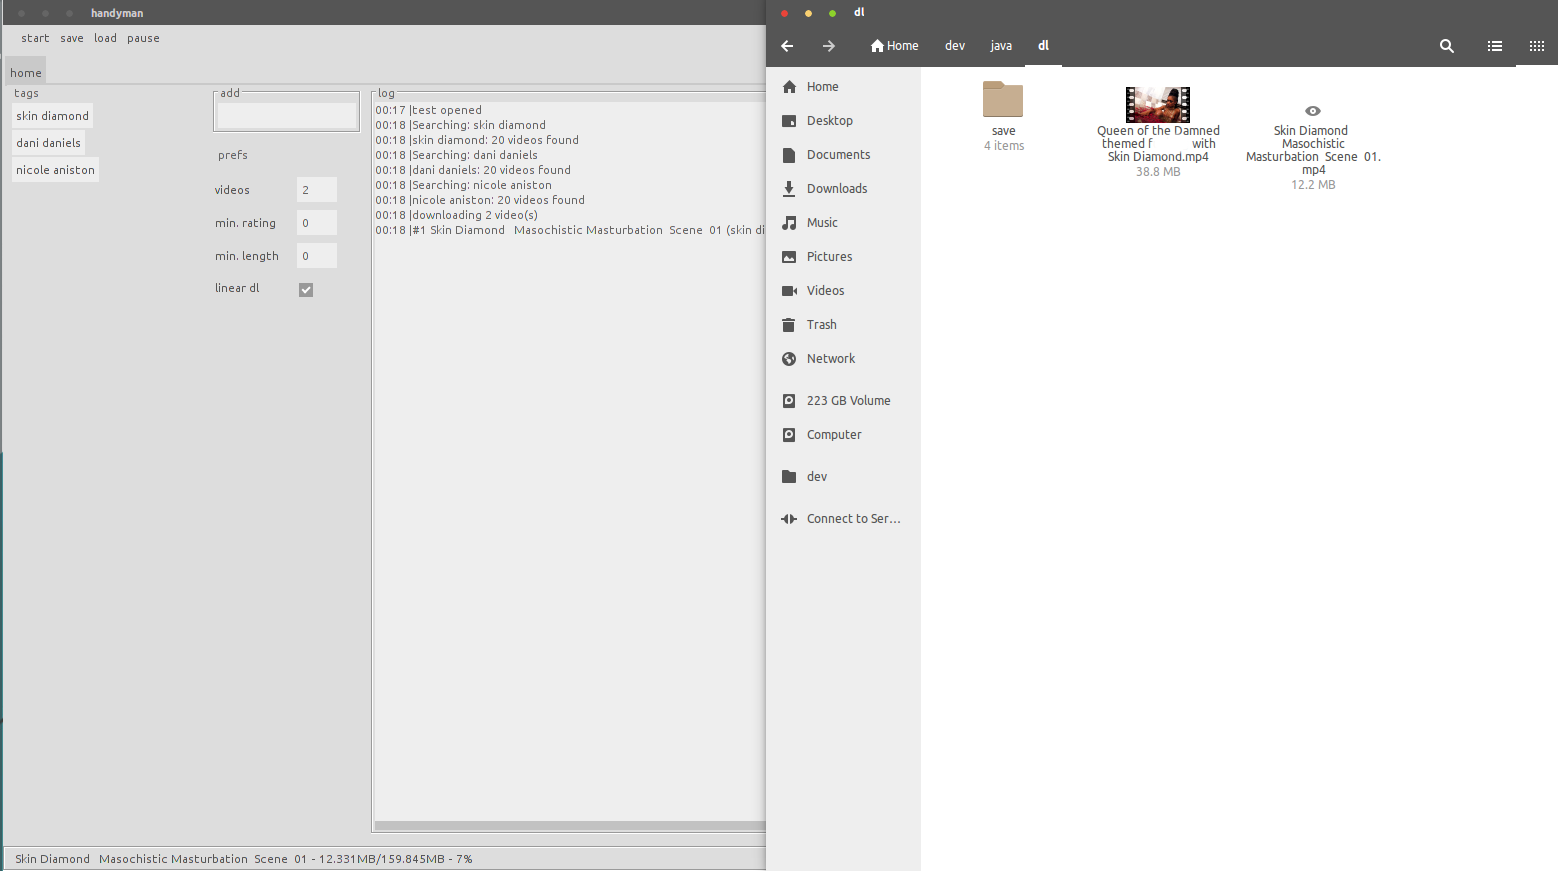 handyman
start save load pause
home
tags
skin diamond
dani daniels
nicole aniston
add
prefs
videos 2
min. rating 0
min. length 0
linear dl
log
00:17 |test opened
00:18 |Searching: skin diamond
00:18 |skin diamond: 20 videos found
00:18 |Searching: dani daniels
00:18 |dani daniels: 20 videos found
00:18 |Searching: nicole aniston
00:18 |nicole aniston: 20 videos found
00:18 |downloading 2 video(s)
00:18 |#1 Skin Diamond Masochistic Masturbation Scene 01 (skin di
Skin Diamond Masochistic Masturbation Scene 01 - 12.331MB/159.845MB - 7%
dl
Home dev java dl
Home
Desktop
Documents
Downloads
Music
Pictures
Videos
Trash
Network
223 GB Volume
Computer
dev
Connect to Ser...
save
4 items
Queen of the Damned
themed f with
Skin Diamond.mp4
38.8 MB
Skin Diamond
Masochistic
Masturbation Scene 01.
mp4
12.2 MB